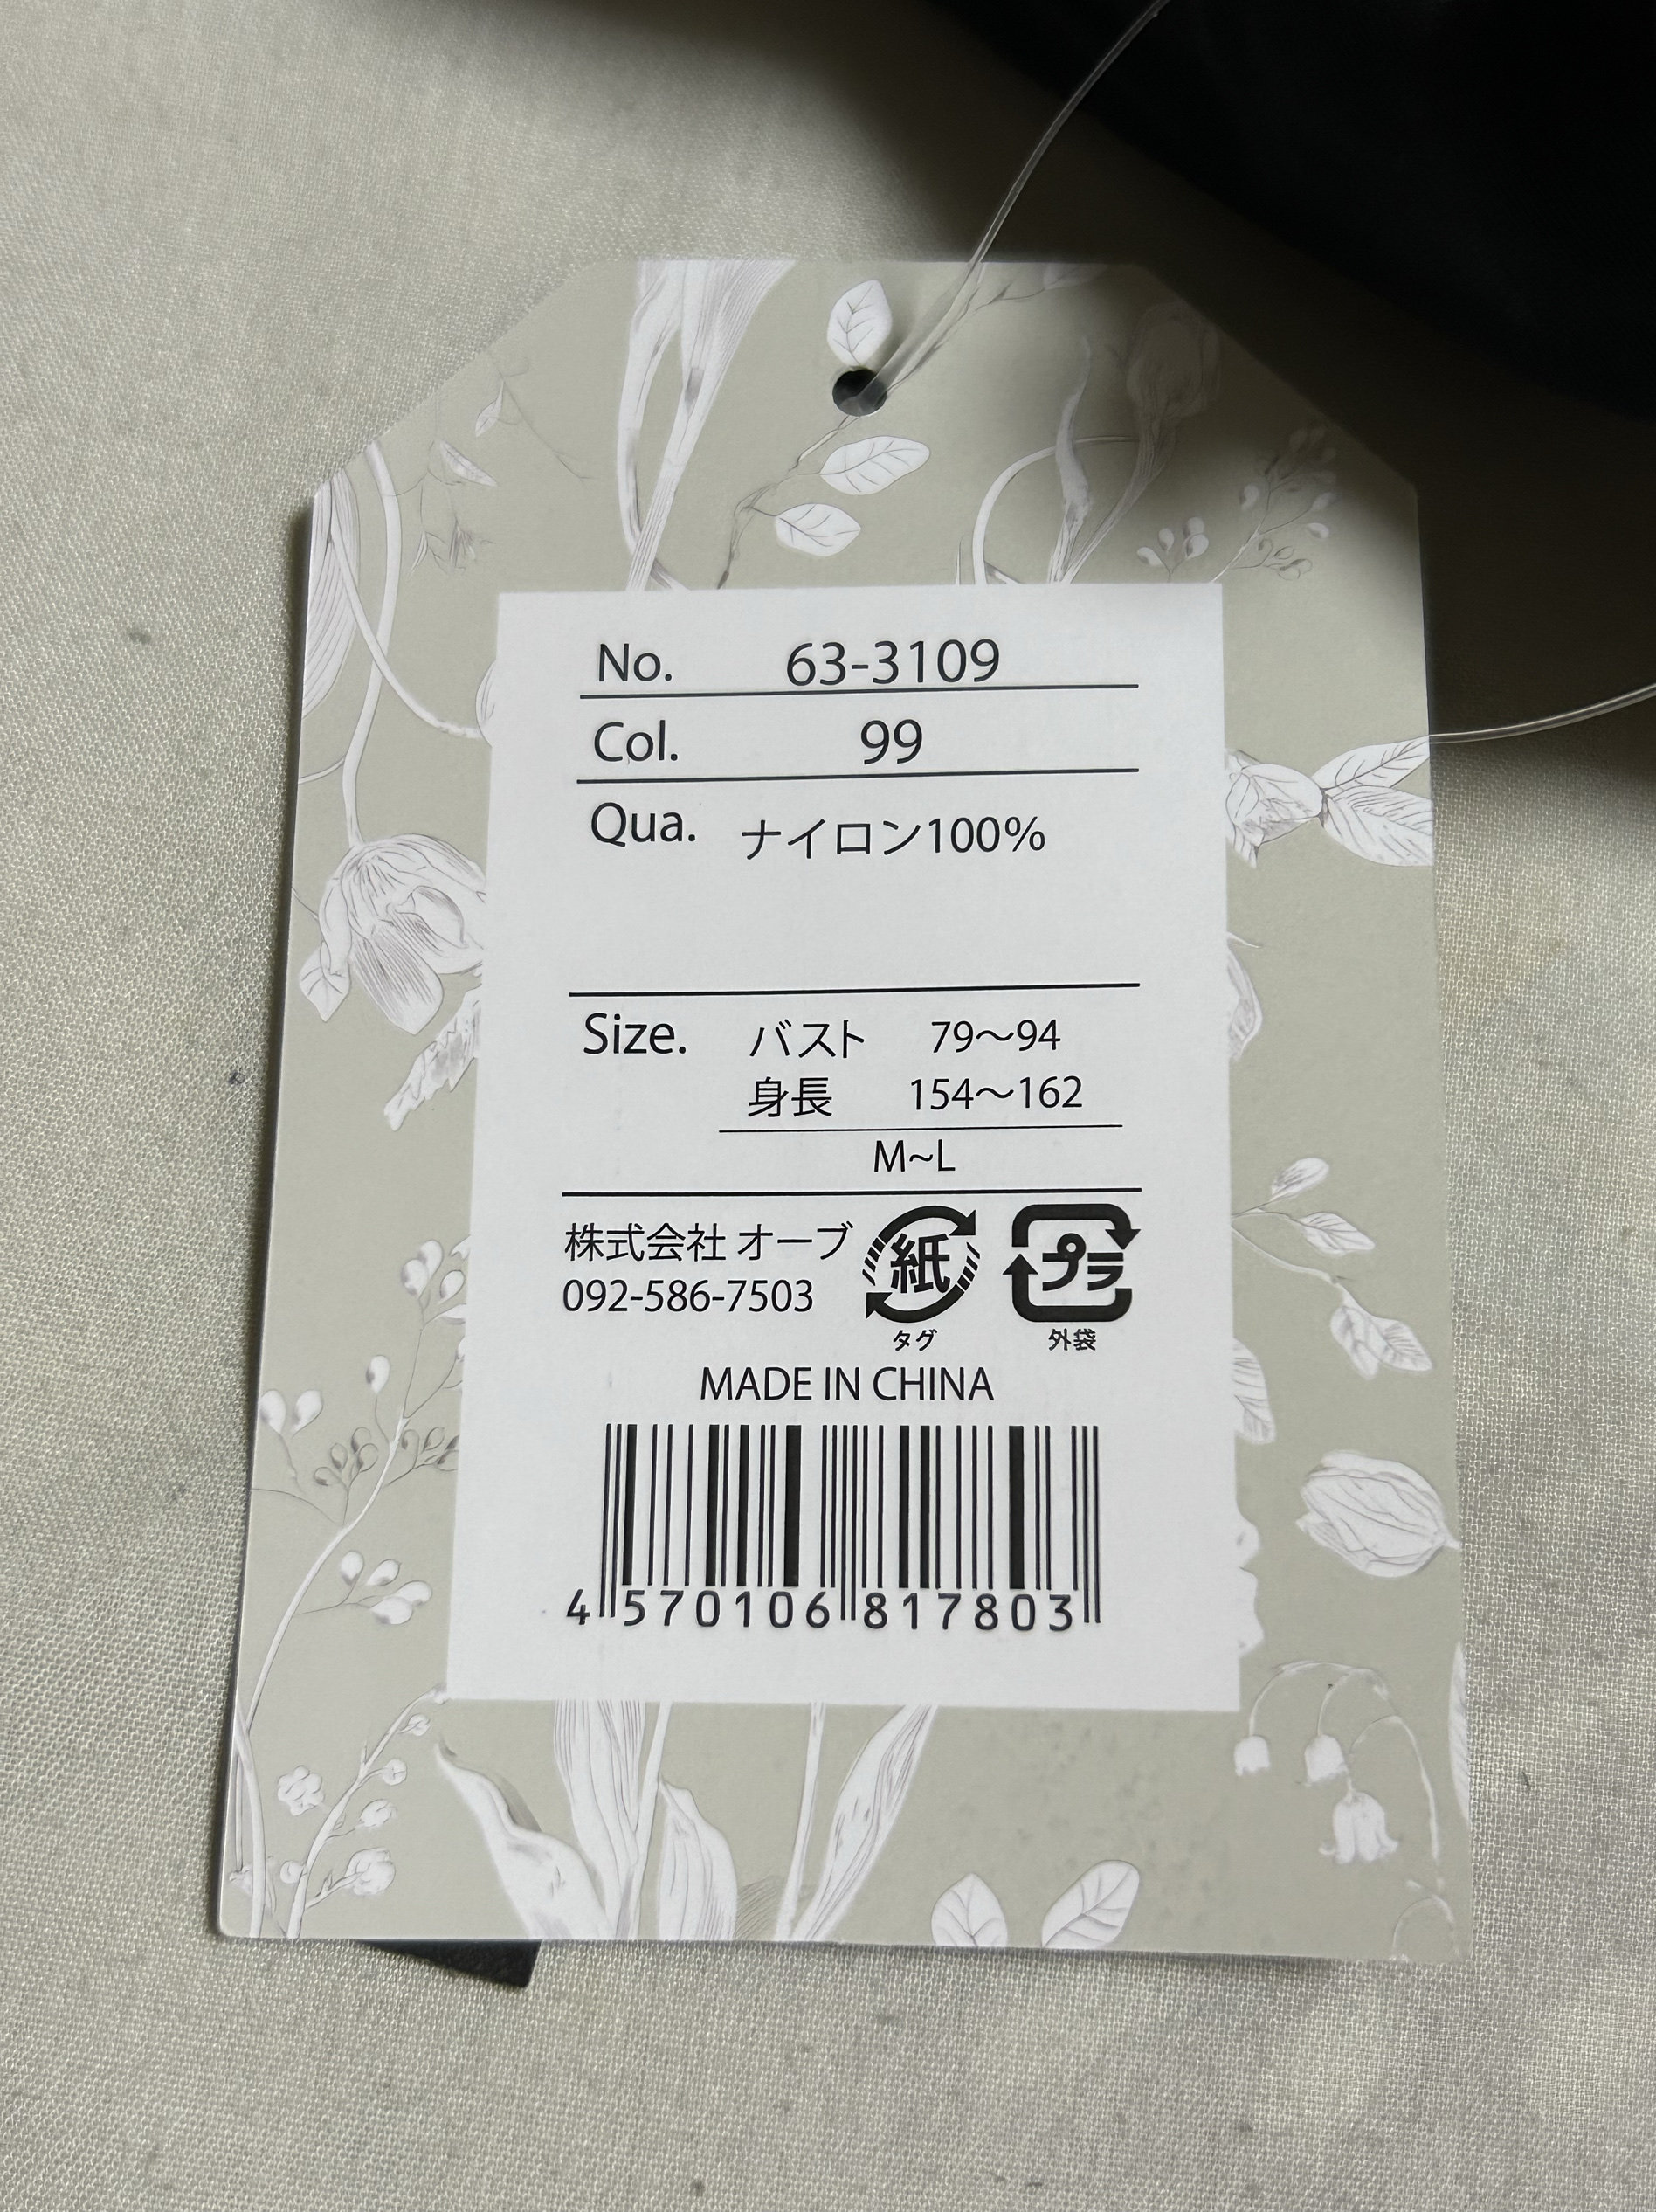 No. 63-3109
Col. 99
Qua. ナイロン100%
Size. バスト 79〜94
身長 154〜162
M~L
株式会社 オーブ
092-586-7503
紙
タグ
プラ
外袋
MADE IN CHINA
4 570106 817803